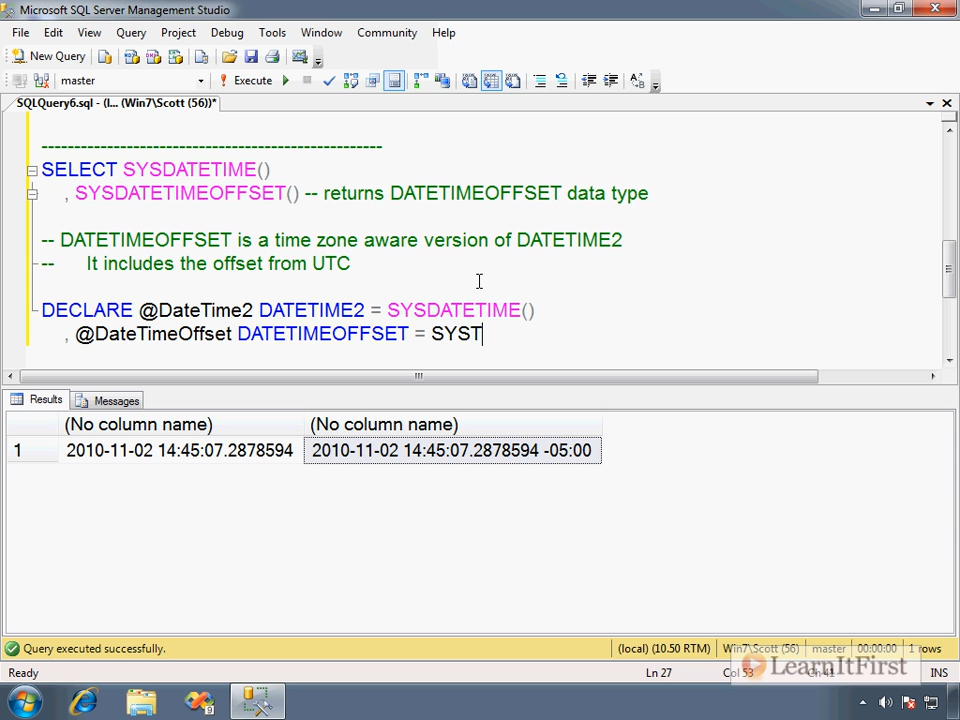 Microsoft SQL Server Management Studio
File Edit View Query Project Debug Tools Window Community Help
New Query
master Execute
SQLQuery6.sql - (l... (Win7\Scott (56))*
--------------------------------------------------
SELECT SYSDATETIME()
, SYSDATETIMEOFFSET() -- returns DATETIMEOFFSET data type
-- DATETIMEOFFSET is a time zone aware version of DATETIME2
-- It includes the offset from UTC
DECLARE @DateTime2 DATETIME2 = SYSDATETIME()
, @DateTimeOffset DATETIMEOFFSET = SYST
Results Messages
(No column name) (No column name)
1 2010-11-02 14:45:07.2878594 2010-11-02 14:45:07.2878594 -05:00
Query executed successfully. (local) (10.50 RTM) Win7\Scott (56) master 00:00:00 1 rows
Ready Ln 27 Col 53 Ch 41 INS
LearnItFirst